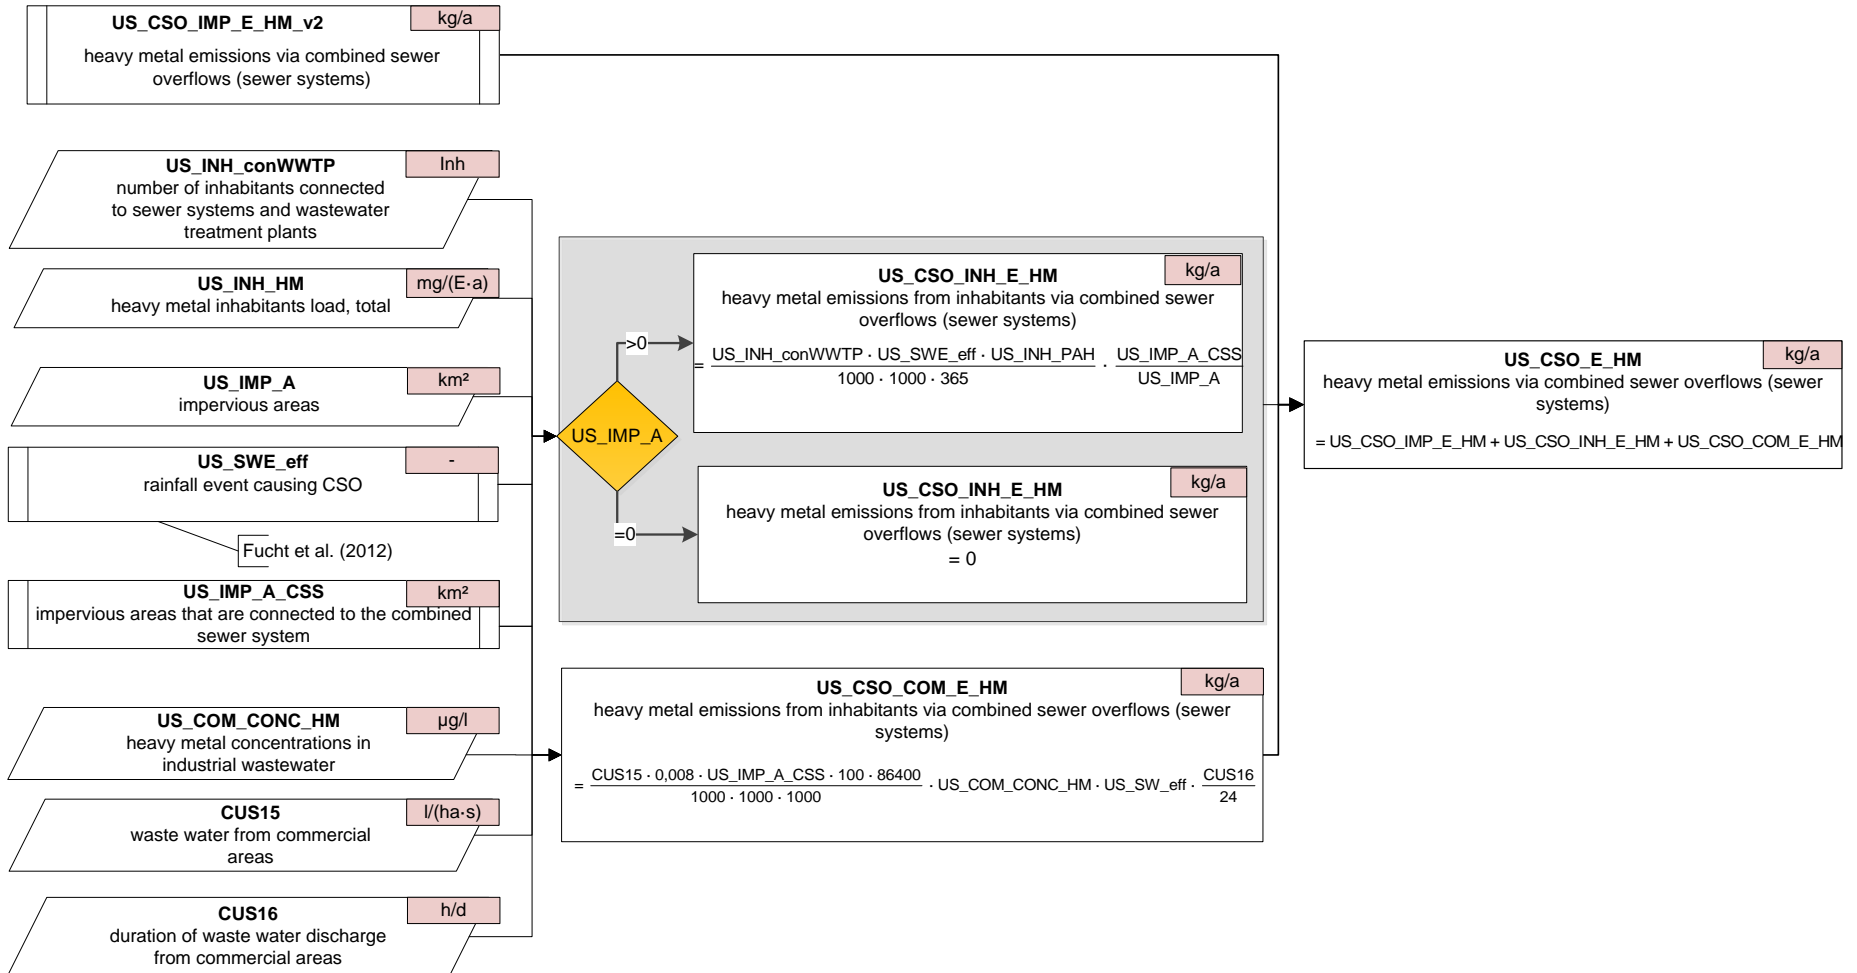 US_CSO_IMP_E_HM_v2
kg/a
heavy metal emissions via combined sewer
overflows (sewer systems)
US_INH_conWWTP
Inh
number of inhabitants connected
to sewer systems and wastewater
treatment plants
US_INH_HM
mg/(E·a)
heavy metal inhabitants load, total
US_IMP_A
km²
impervious areas
US_SWE_eff
-
rainfall event causing CSO
Fucht et al. (2012)
US_IMP_A_CSS
km²
impervious areas that are connected to the combined
sewer system
US_COM_CONC_HM
µg/l
heavy metal concentrations in
industrial wastewater
CUS15
l/(ha·s)
waste water from commercial
areas
CUS16
h/d
duration of waste water discharge
from commercial areas
US_IMP_A
>0
=0
US_CSO_INH_E_HM
kg/a
heavy metal emissions from inhabitants via combined sewer
overflows (sewer systems)
= US_INH_conWWTP · US_SWE_eff · US_INH_PAH / 1000 · 1000 · 365 · US_IMP_A_CSS / US_IMP_A
US_CSO_INH_E_HM
kg/a
heavy metal emissions from inhabitants via combined sewer
overflows (sewer systems)
= 0
US_CSO_COM_E_HM
kg/a
heavy metal emissions from inhabitants via combined sewer overflows (sewer
systems)
= CUS15 · 0,008 · US_IMP_A_CSS · 100 · 86400 / 1000 · 1000 · 1000 · US_COM_CONC_HM · US_SW_eff · CUS16 / 24
US_CSO_E_HM
kg/a
heavy metal emissions via combined sewer overflows (sewer
systems)
= US_CSO_IMP_E_HM + US_CSO_INH_E_HM + US_CSO_COM_E_HM